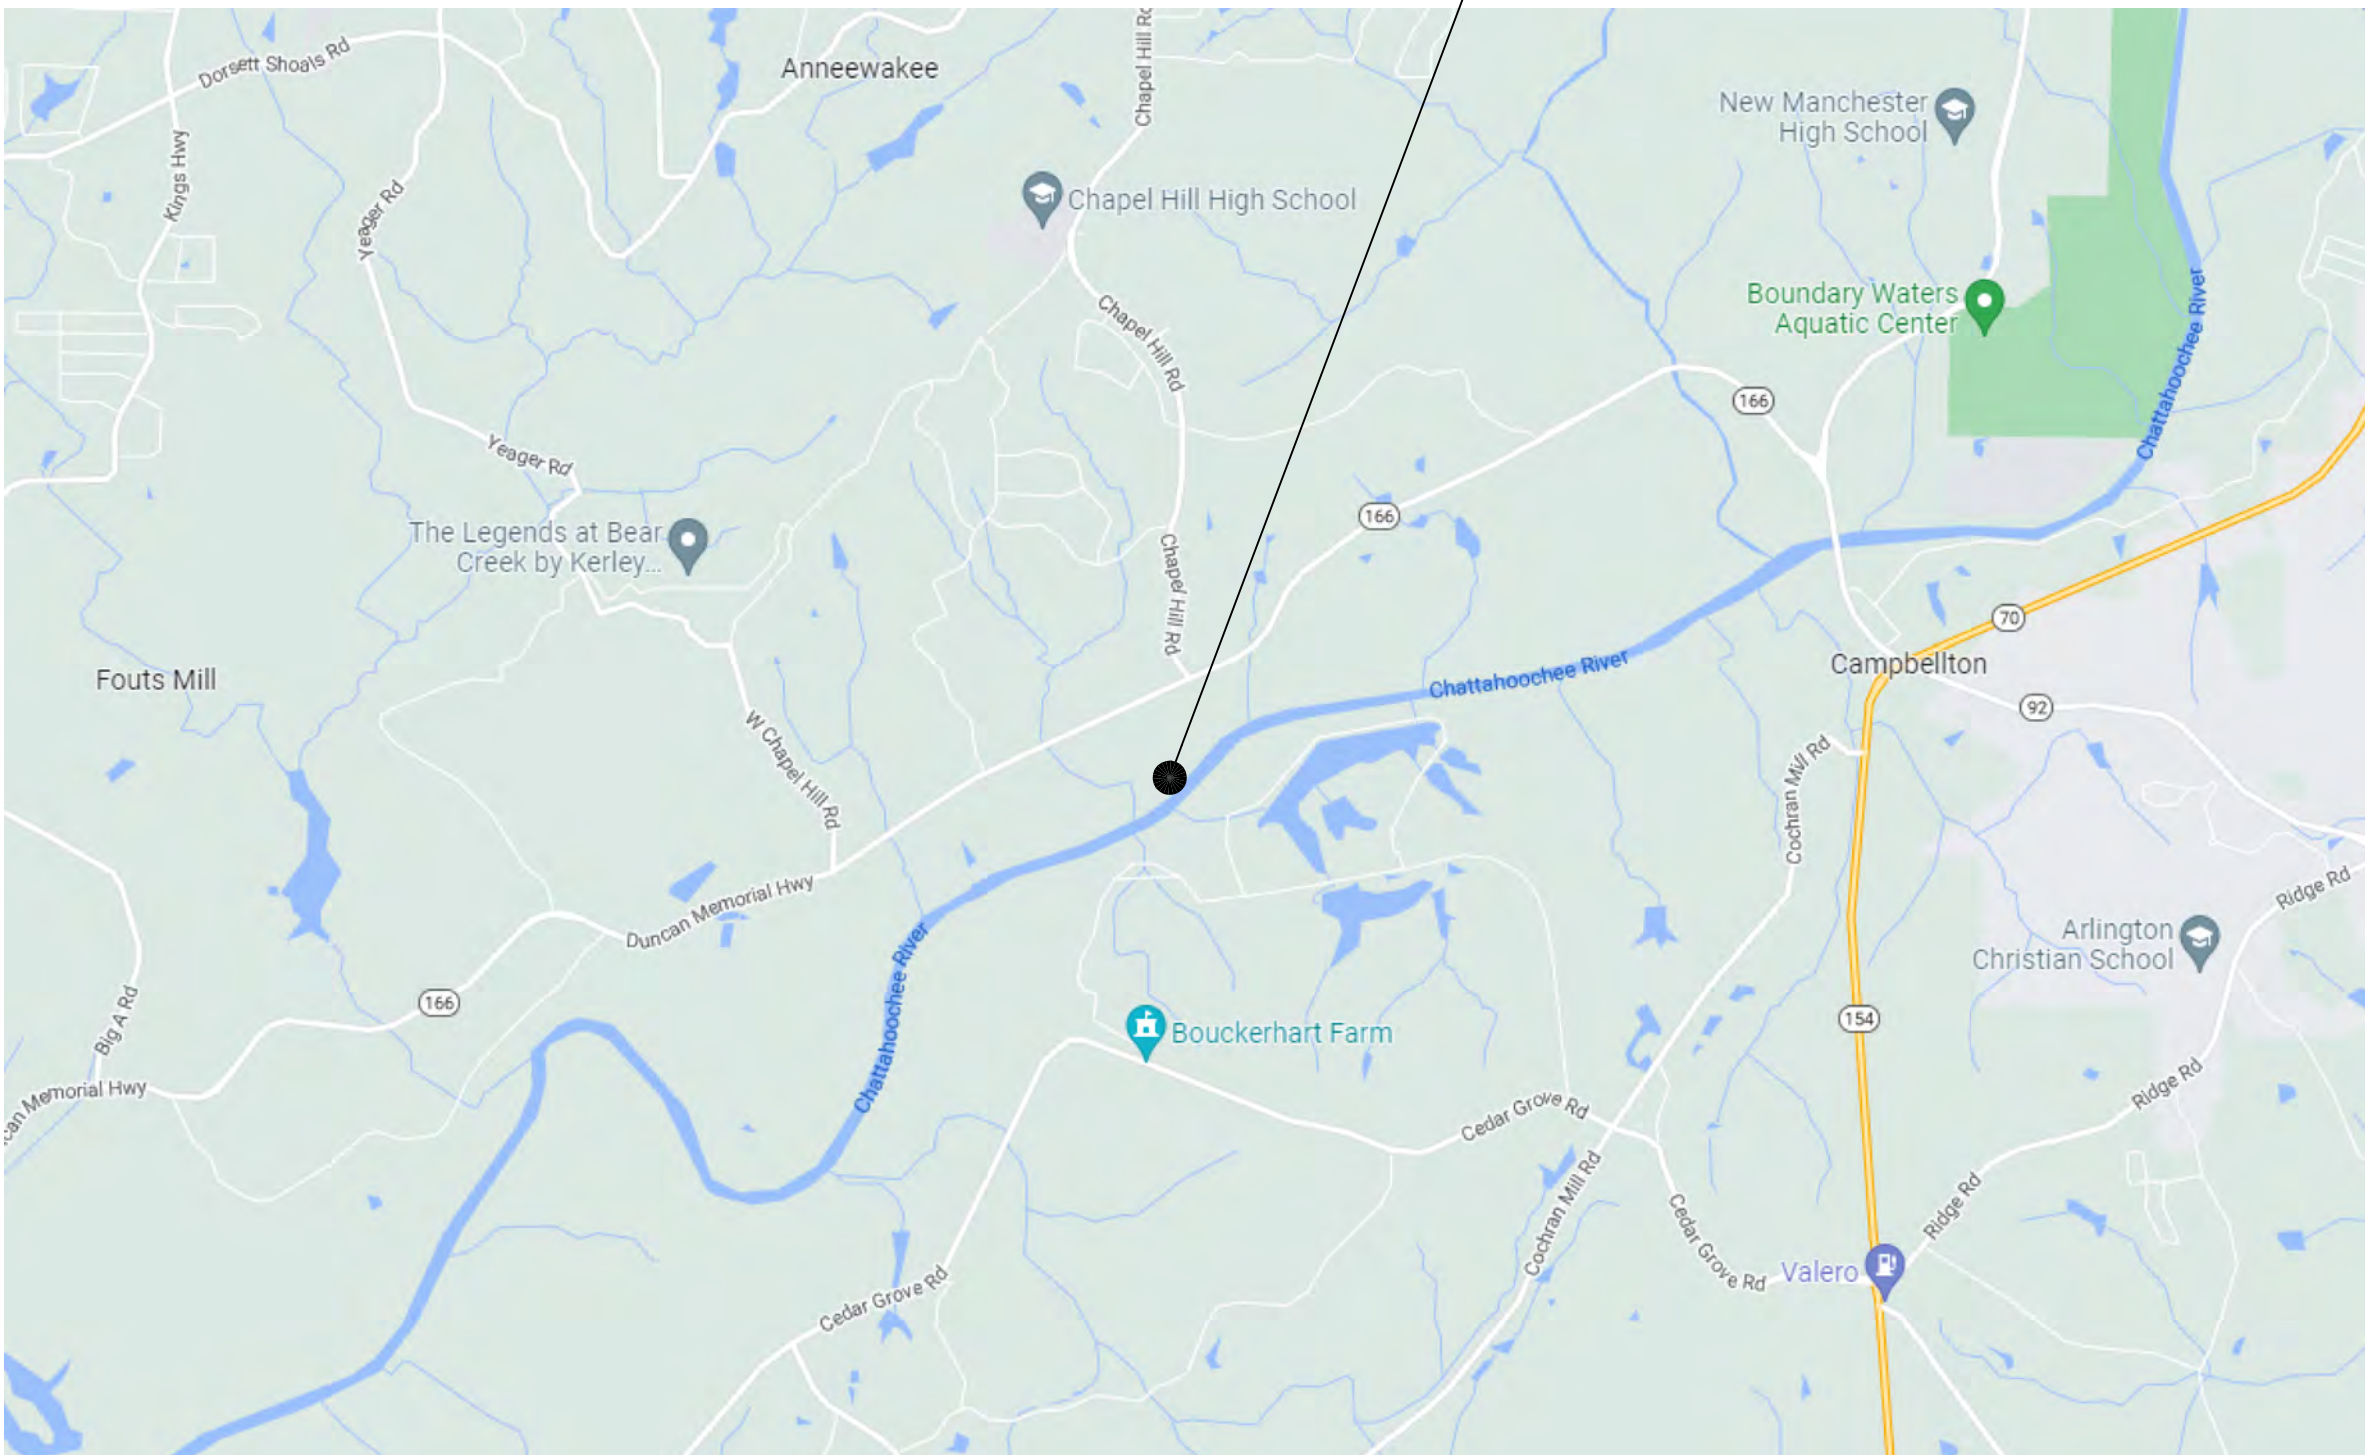 Dorsett Shoals Rd
Anneewakee
Chapel Hill Rd
New Manchester
High School
Kings Hwy
Yeager Rd
Chapel Hill High School
Boundary Waters
Aquatic Center
Chattahoochee River
Chapel Hill Rd
166
Yeager Rd
166
The Legends at Bear
Creek by Kerley...
Chapel Hill Rd
70
Chattahoochee River
Campbellton
Fouts Mill
92
W Chapel Hill Rd
Cochran Mill Rd
Ridge Rd
Duncan Memorial Hwy
Arlington
Christian School
Chattahoochee River
166
154
Big A Rd
Bouckerhart Farm
can Memorial Hwy
Ridge Rd
Cedar Grove Rd
Cochran Mill Rd
Ridge Rd
Cedar Grove Rd
Valero
Cedar Grove Rd